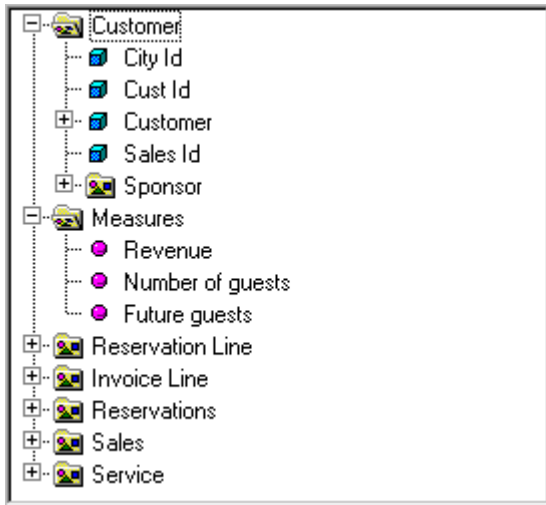 Customer
City Id
Cust Id
Customer
Sales Id
Sponsor
Measures
Revenue
Number of guests
Future guests
Reservation Line
Invoice Line
Reservations
Sales
Service